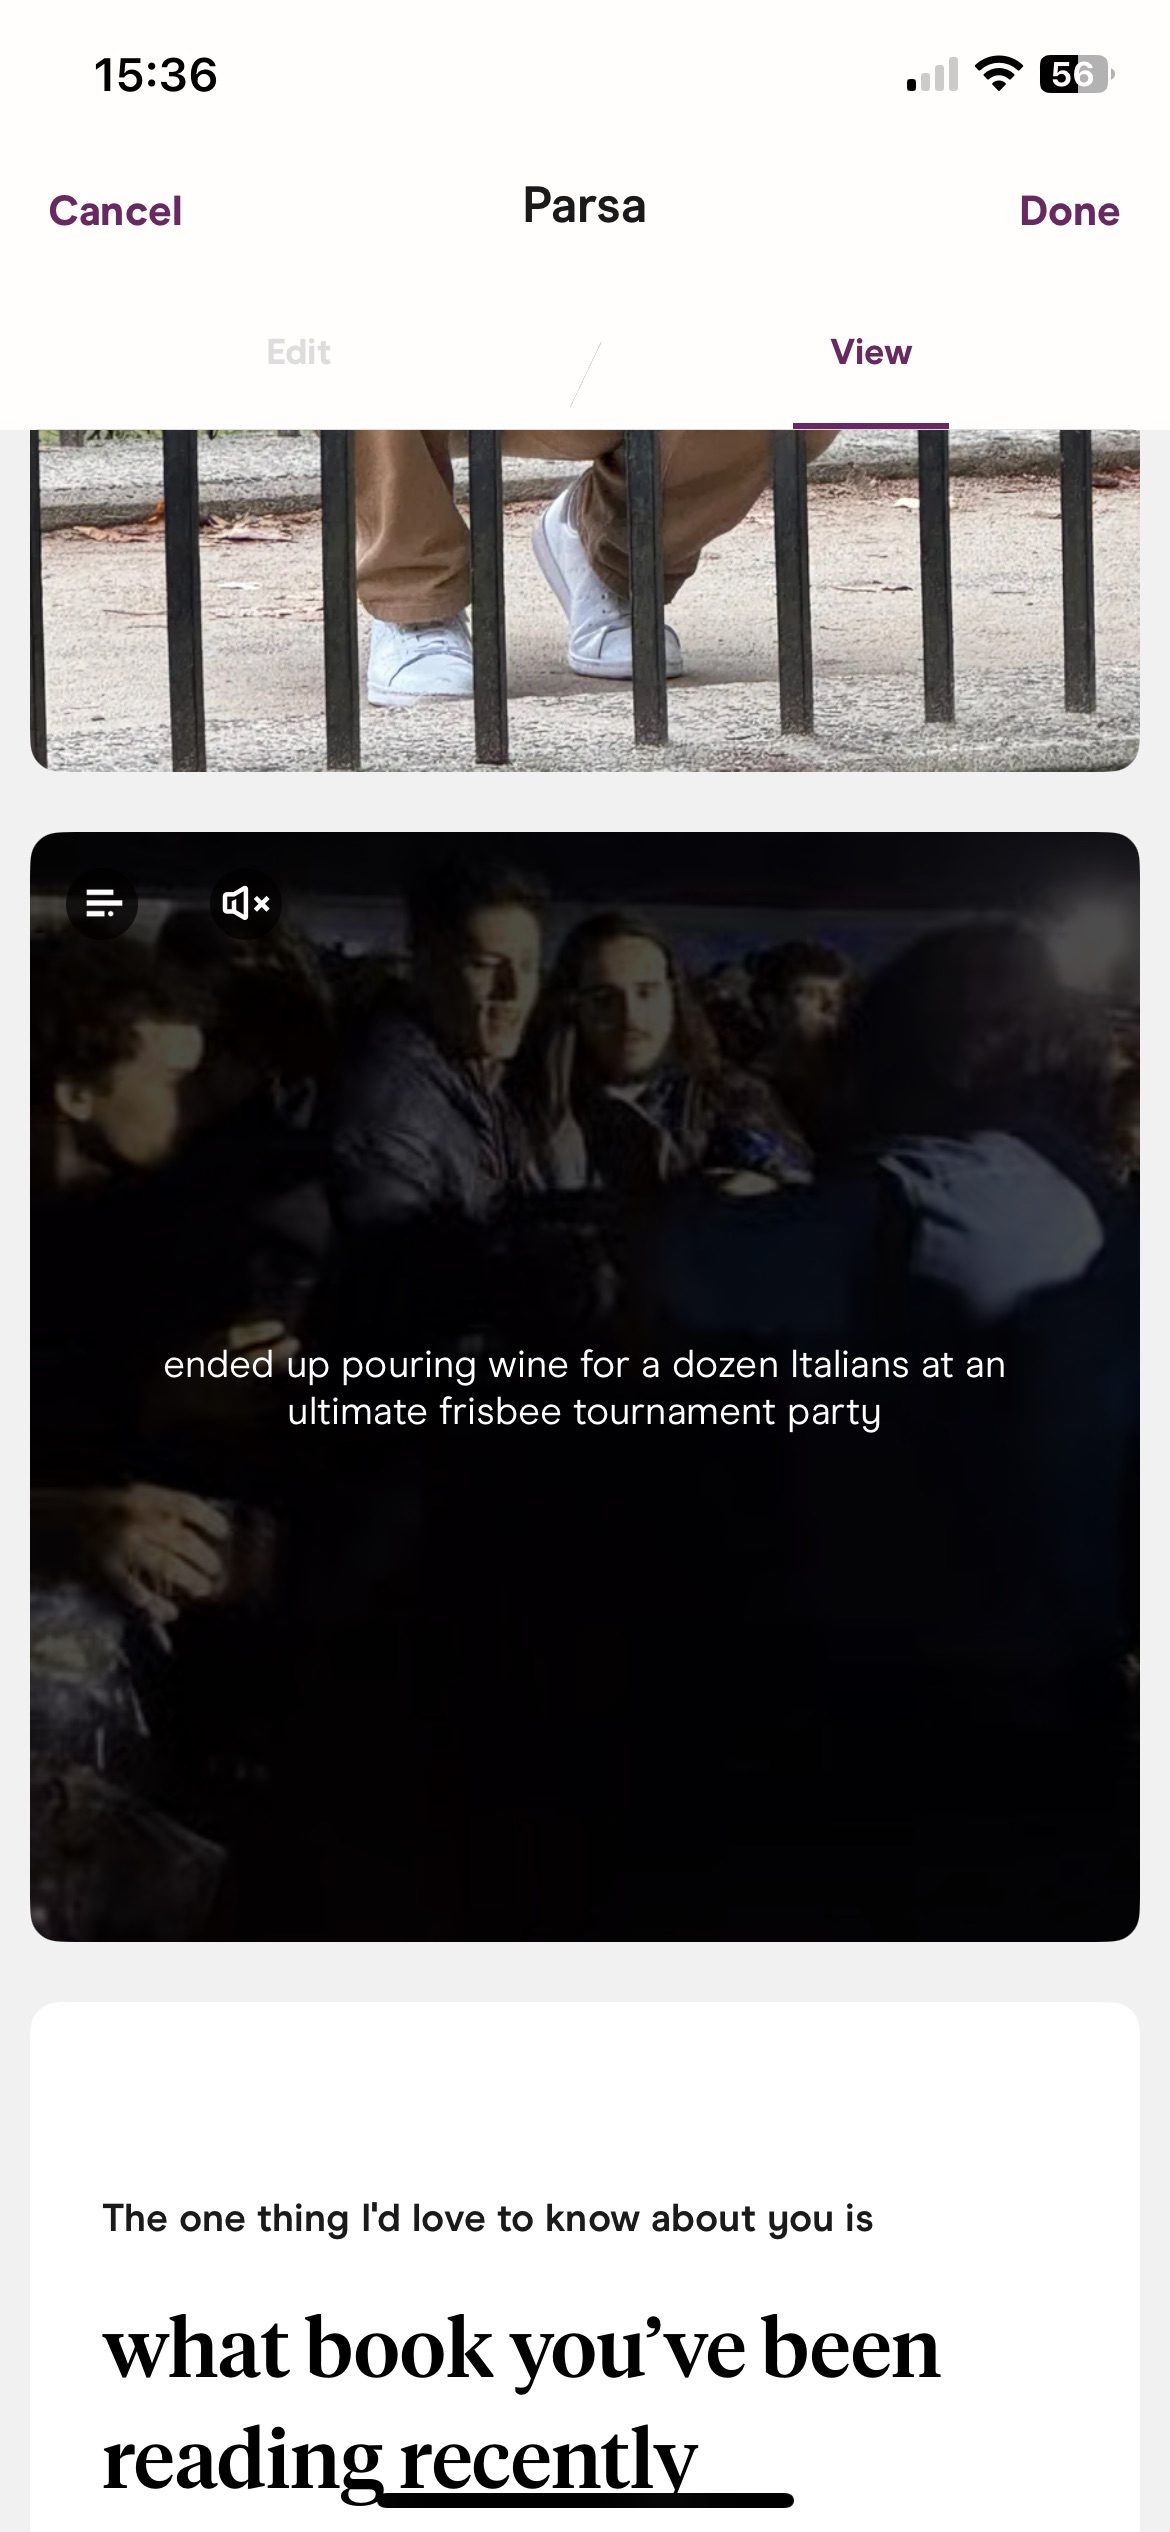 15:36
56
Cancel
Parsa
Done
Edit
View
ended up pouring wine for a dozen Italians at an
ultimate frisbee tournament party
The one thing I'd love to know about you is
what book you’ve been
reading recently